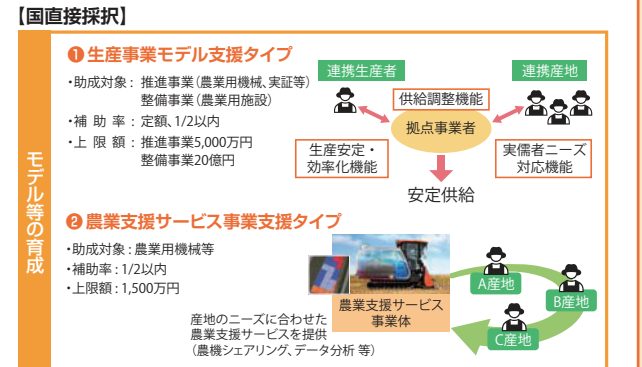 【国直接採択】
モデル等の育成
❶生産事業モデル支援タイプ
・助成対象：推進事業（農業用機械、実証等）
整備事業（農業用施設）
・補助率：定額、1/2以内
・上限額：推進事業5,000万円
整備事業20億円
連携生産者
連携産地
供給調整機能
拠点事業者
生産安定・
効率化機能
実儒者ニーズ
対応機能
安定供給
❷農業支援サービス事業支援タイプ
・助成対象：農業用機械等
・補助率：1/2以内
・上限額：1,500万円
産地のニーズに合わせた
農業支援サービスを提供
（農機シェアリング、データ分析 等）
農業支援サービス
事業体
A産地
B産地
C産地